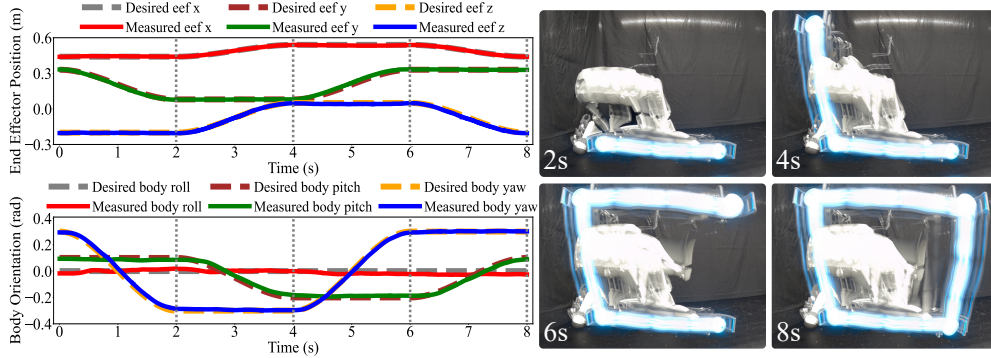 Desired eef x Desired eef y Desired eef z
Measured eef x Measured eef y Measured eef z
End Effector Position (m)
0.6
0.3
0.0
−0.3
0 1 2 3 4 5 6 7 8
Time (s)
Desired body roll Desired body pitch Desired body yaw
Measured body roll Measured body pitch Measured body yaw
Body Orientation (rad)
0.4
0.2
0.0
−0.2
−0.4
0 1 2 3 4 5 6 7 8
Time (s)
2s
4s
6s
8s